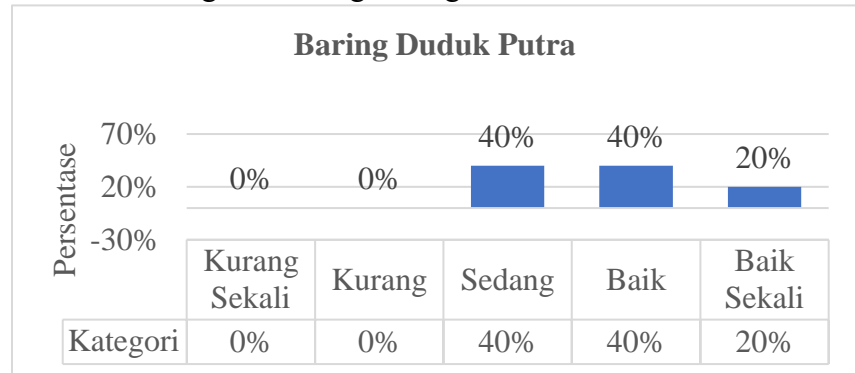 Baring Duduk Putra
Persentase
70%
20%
-30%
0%
0%
40%
40%
20%
Kurang Sekali
Kurang
Sedang
Baik
Baik Sekali
Kategori 0% 0% 40% 40% 20%